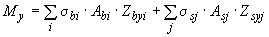 M_y = ∑_i σ_bi · A_bi · Z_byi + ∑_j σ_sj · A_sj · Z_syj